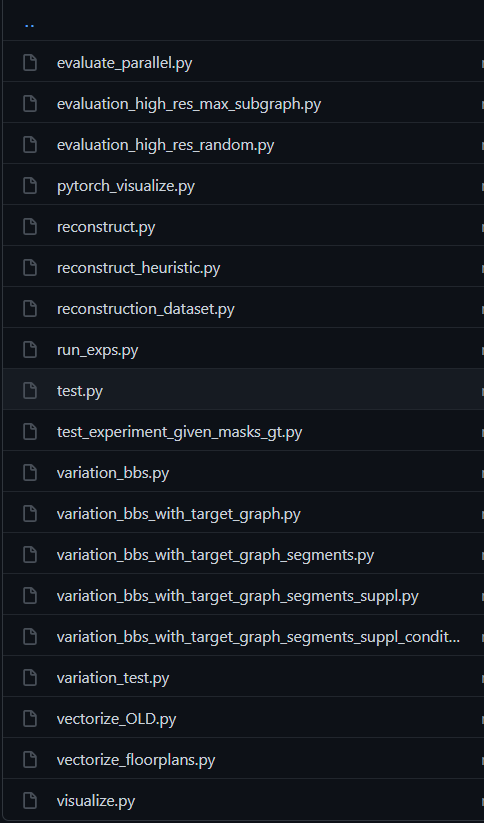 ..
evaluate_parallel.py
evaluation_high_res_max_subgraph.py
evaluation_high_res_random.py
pytorch_visualize.py
reconstruct.py
reconstruct_heuristic.py
reconstruction_dataset.py
run_exps.py
test.py
test_experiment_given_masks_gt.py
variation_bbs.py
variation_bbs_with_target_graph.py
variation_bbs_with_target_graph_segments.py
variation_bbs_with_target_graph_segments_suppl.py
variation_bbs_with_target_graph_segments_suppl_condit...
variation_test.py
vectorize_OLD.py
vectorize_floorplans.py
visualize.py